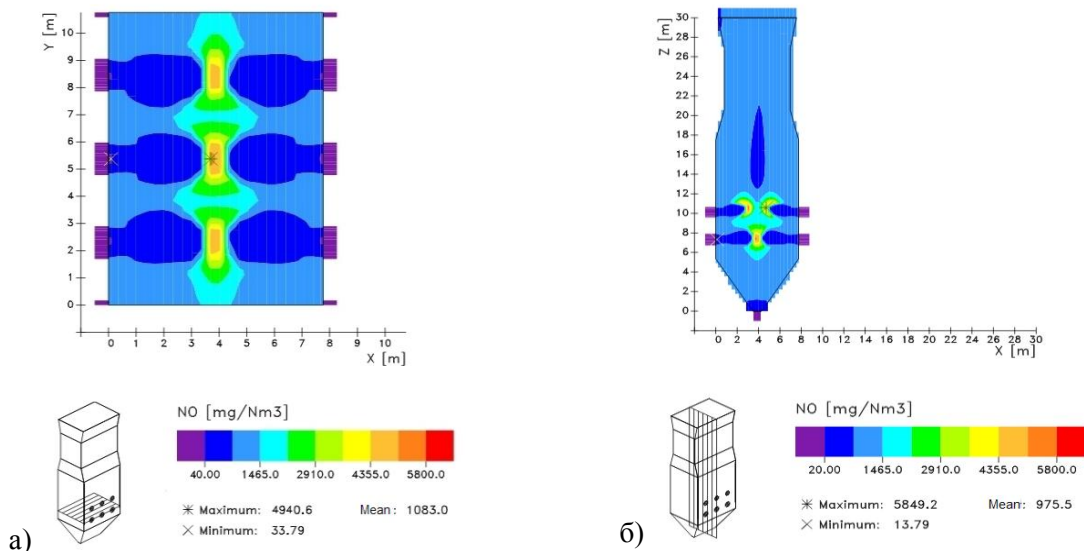 Y [m]
10
9
8
7
6
5
4
3
2
1
0
0 1 2 3 4 5 6 7 8 9 10
X [m]
NO [mg/Nm3]
40.00 1465.0 2910.0 4355.0 5800.0
Maximum: 4940.6 Mean: 1083.0
Minimum: 33.79
а)
Z [m]
30
28
26
24
22
20
18
16
14
12
10
8
6
4
2
0
0 2 4 6 8 10 12 14 16 18 20 22 24 26 28 30
X [m]
NO [mg/Nm3]
20.00 1465.0 2910.0 4355.0 5800.0
Maximum: 5849.2 Mean: 975.5
Minimum: 13.79
б)